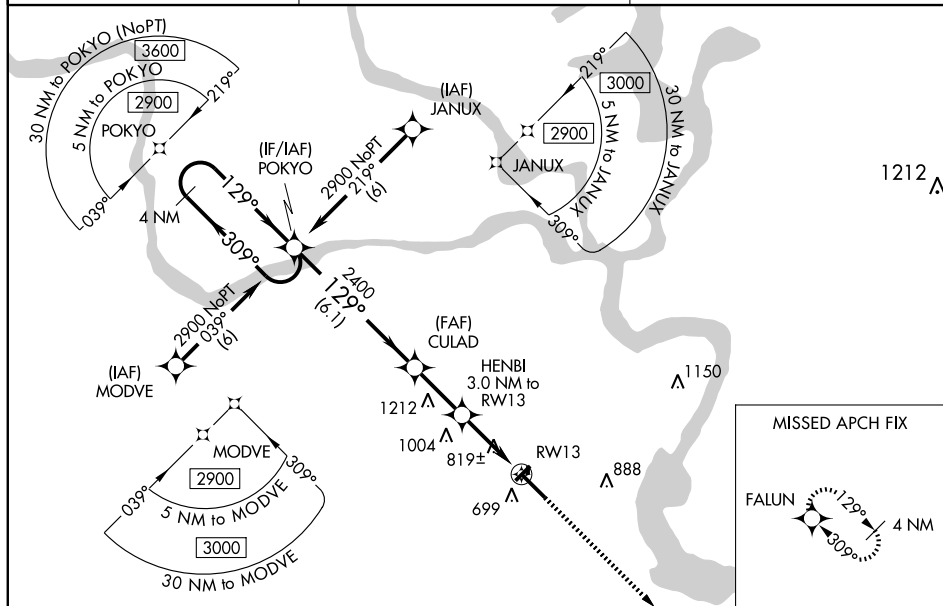 30 NM to POKYO (NoPT)
3600
5 NM to POKYO
2900
219°
POKYO
039°
(IAF)
JANUX
2900 NoPT
219°
(6)
(IF/IAF)
POKYO
129°
4 NM
309°
3000
30 NM to JANUX
5 NM to JANUX
2900
219°
JANUX
309°
1212
2900 NoPT
039°
(6)
(IAF)
MODVE
2400
129°
(6.1)
(FAF)
CULAD
HENBI
3.0 NM to
RW13
1212
1004
819±
RW13
699
888
1150
MODVE
039°
309°
2900
5 NM to MODVE
3000
30 NM to MODVE
MISSED APCH FIX
FALUN
129°
309°
4 NM